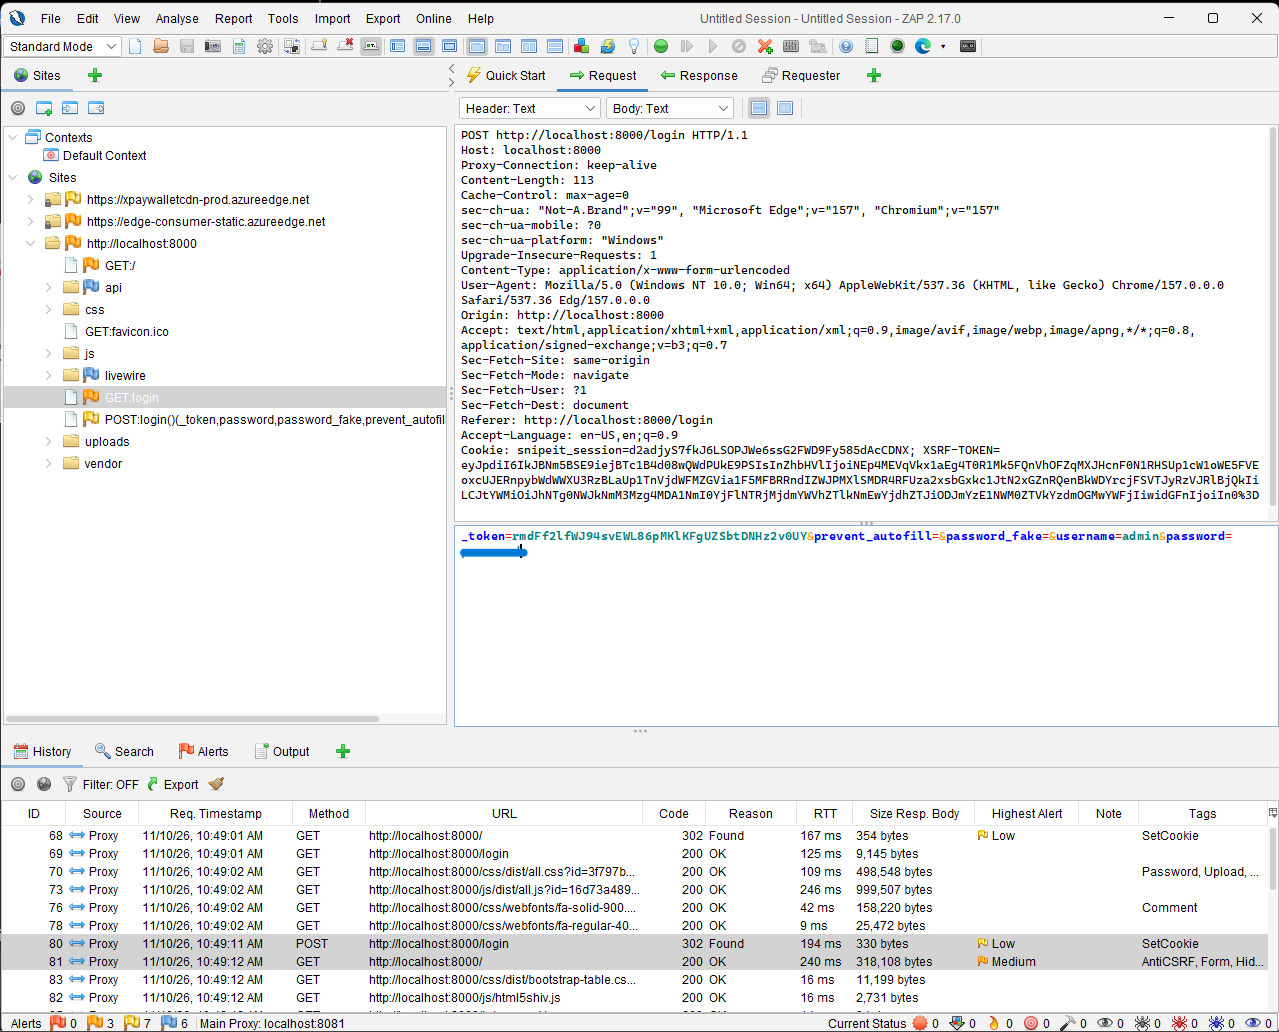 File Edit View Analyse Report Tools Import Export Online Help
Untitled Session - Untitled Session - ZAP 2.17.0
Standard Mode
Sites
Quick Start Request Response Requester
Header: Text Body: Text
Contexts
Default Context
Sites
https://xpaywalletcdn-prod.azureedge.net
https://edge-consumer-static.azureedge.net
http://localhost:8000
GET:/
api
css
GET:favicon.ico
js
livewire
GET:login
POST:login()(_token,password,password_fake,prevent_autofil
uploads
vendor
POST http://localhost:8000/login HTTP/1.1
Host: localhost:8000
Proxy-Connection: keep-alive
Content-Length: 113
Cache-Control: max-age=0
sec-ch-ua: "Not-A.Brand";v="99", "Microsoft Edge";v="157", "Chromium";v="157"
sec-ch-ua-mobile: ?0
sec-ch-ua-platform: "Windows"
Upgrade-Insecure-Requests: 1
Content-Type: application/x-www-form-urlencoded
User-Agent: Mozilla/5.0 (Windows NT 10.0; Win64; x64) AppleWebKit/537.36 (KHTML, like Gecko) Chrome/157.0.0.0
Safari/537.36 Edg/157.0.0.0
Origin: http://localhost:8000
Accept: text/html,application/xhtml+xml,application/xml;q=0.9,image/avif,image/webp,image/apng,*/*;q=0.8,
application/signed-exchange;v=b3;q=0.7
Sec-Fetch-Site: same-origin
Sec-Fetch-Mode: navigate
Sec-Fetch-User: ?1
Sec-Fetch-Dest: document
Referer: http://localhost:8000/login
Accept-Language: en-US,en;q=0.9
Cookie: snipeit_session=d2adjyS7fkJ6LSOPJWe6ssG2FWD9Fy585dAcCDNX; XSRF-TOKEN=
eyJpdiI6IkJBNm5BSE9iejBTc1B4d08wQWdPUkE9PSIsInZhbHVlIjoiNEp4MEVqVkx1aEg4T0R1Mk5FQnVhOFZqMXJHcnF0N1RHSUp1cW1oWE5FVE
oxcUJERnpybWdWWXU3RzBLaUp1TnVjdWFMZGVia1F5MFBRRndIZWJPMXlSMDR4RFUza2xsbGxkc1JtN2xGZnRQenBkWDYrcjFSVTJyRzVJRlBjQkIi
LCJtYWMiOiJhNTg0NWJkNmM3Mzg4MDA1NmI0YjFlNTRjMjdmYWVhZTlkNmEwYjdhZTJiODJmYzE1NWM0ZTVkYzdmOGMwYWFjIiwidGFnIjoiIn0%3D
_token=rmdFf2lfWJ94svEWL86pMKlKFgUZSbtDNHz2v0UY&prevent_autofill=&password_fake=&username=admin&password=
History Search Alerts Output
Filter: OFF Export
ID Source Req. Timestamp Method URL Code Reason RTT Size Resp. Body Highest Alert Note Tags
68 Proxy 11/10/26, 10:49:01 AM GET http://localhost:8000/ 302 Found 167 ms 354 bytes Low SetCookie
69 Proxy 11/10/26, 10:49:01 AM GET http://localhost:8000/login 200 OK 125 ms 9,145 bytes
70 Proxy 11/10/26, 10:49:02 AM GET http://localhost:8000/css/dist/all.css?id=3f797b... 200 OK 109 ms 498,548 bytes Password, Upload, ...
73 Proxy 11/10/26, 10:49:02 AM GET http://localhost:8000/js/dist/all.js?id=16d73a489... 200 OK 246 ms 999,507 bytes
76 Proxy 11/10/26, 10:49:02 AM GET http://localhost:8000/css/webfonts/fa-solid-900.... 200 OK 42 ms 158,220 bytes Comment
78 Proxy 11/10/26, 10:49:02 AM GET http://localhost:8000/css/webfonts/fa-regular-40... 200 OK 9 ms 25,472 bytes
80 Proxy 11/10/26, 10:49:11 AM POST http://localhost:8000/login 302 Found 194 ms 330 bytes Low SetCookie
81 Proxy 11/10/26, 10:49:12 AM GET http://localhost:8000/ 200 OK 240 ms 318,108 bytes Medium AntiCSRF, Form, Hid...
83 Proxy 11/10/26, 10:49:12 AM GET http://localhost:8000/css/dist/bootstrap-table.cs... 200 OK 16 ms 11,199 bytes
82 Proxy 11/10/26, 10:49:12 AM GET http://localhost:8000/js/html5shiv.js 200 OK 16 ms 2,731 bytes
Alerts 0 3 7 6 Main Proxy: localhost:8081 Current Status 0 0 0 0 0 0 0 0 0 0